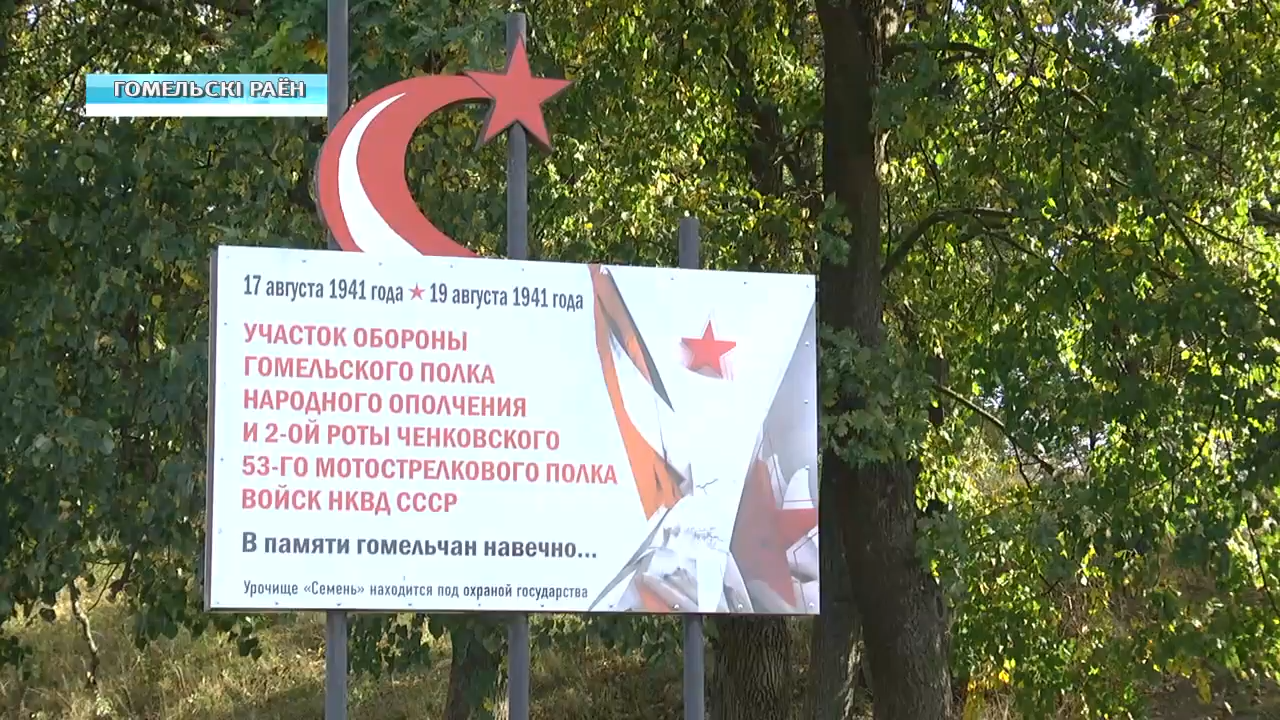 ГОМЕЛЬСКІ РАЁН
17 августа 1941 года ★ 19 августа 1941 года
УЧАСТОК ОБОРОНЫ
ГОМЕЛЬСКОГО ПОЛКА
НАРОДНОГО ОПОЛЧЕНИЯ
И 2-ОЙ РОТЫ ЧЕНКОВСКОГО
53-ГО МОТОСТРЕЛКОВОГО ПОЛКА
ВОЙСК НКВД СССР
В памяти гомельчан навечно...
Урочище «Семень» находится под охраной государства